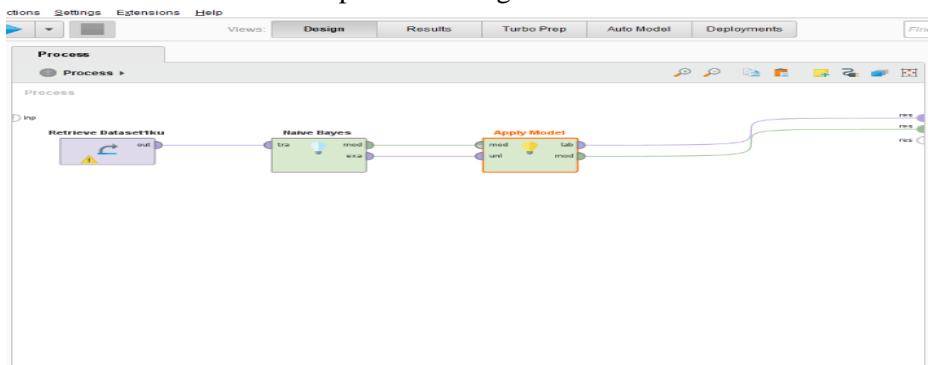 ctions Settings Extensions Help
Views: Design Results Turbo Prep Auto Model Deployments Fin
Process
Process
Process
inp
res
res
res
Retrieve Dataset1ku
out
Naive Bayes
tra mod
exa
Apply Model
mod lab
unl mod